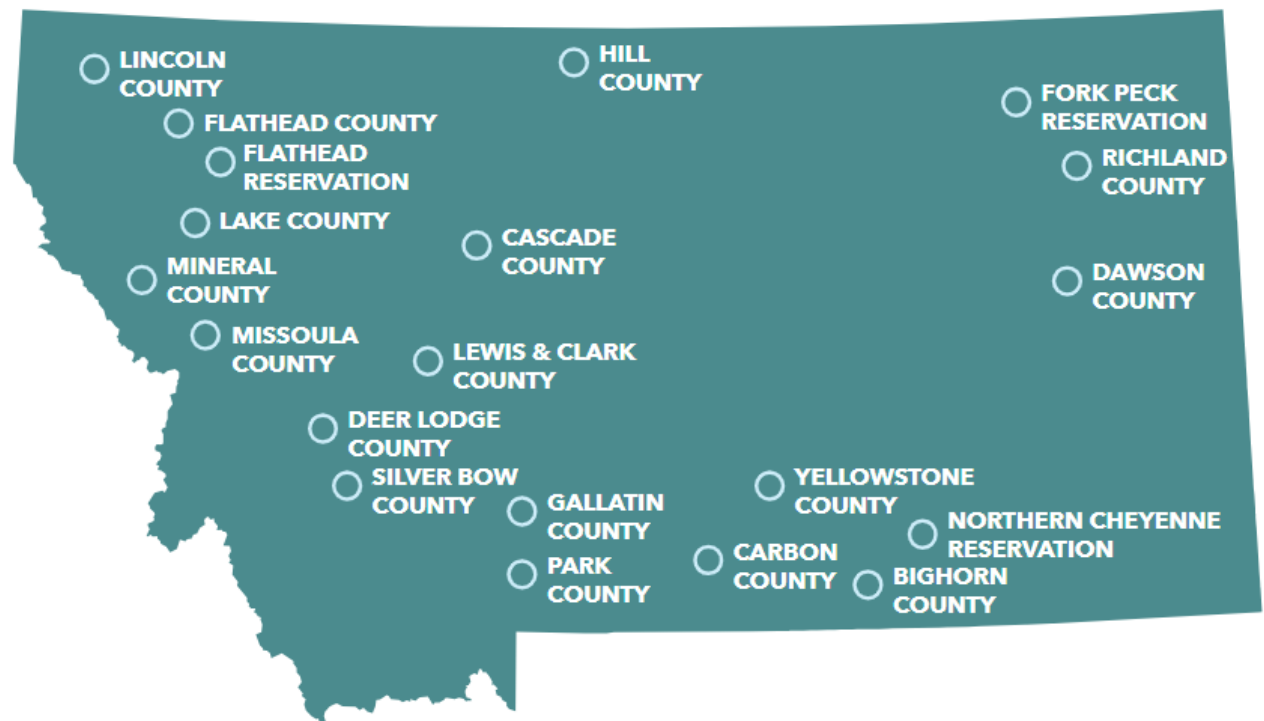 LINCOLN
COUNTY
HILL
COUNTY
FORK PECK
RESERVATION
FLATHEAD COUNTY
FLATHEAD
RESERVATION
RICHLAND
COUNTY
LAKE COUNTY
CASCADE
COUNTY
MINERAL
COUNTY
DAWSON
COUNTY
MISSOULA
COUNTY
LEWIS & CLARK
COUNTY
DEER LODGE
COUNTY
SILVER BOW
COUNTY
YELLOWSTONE
COUNTY
GALLATIN
COUNTY
NORTHERN CHEYENNE
RESERVATION
CARBON
COUNTY
PARK
COUNTY
BIGHORN
COUNTY